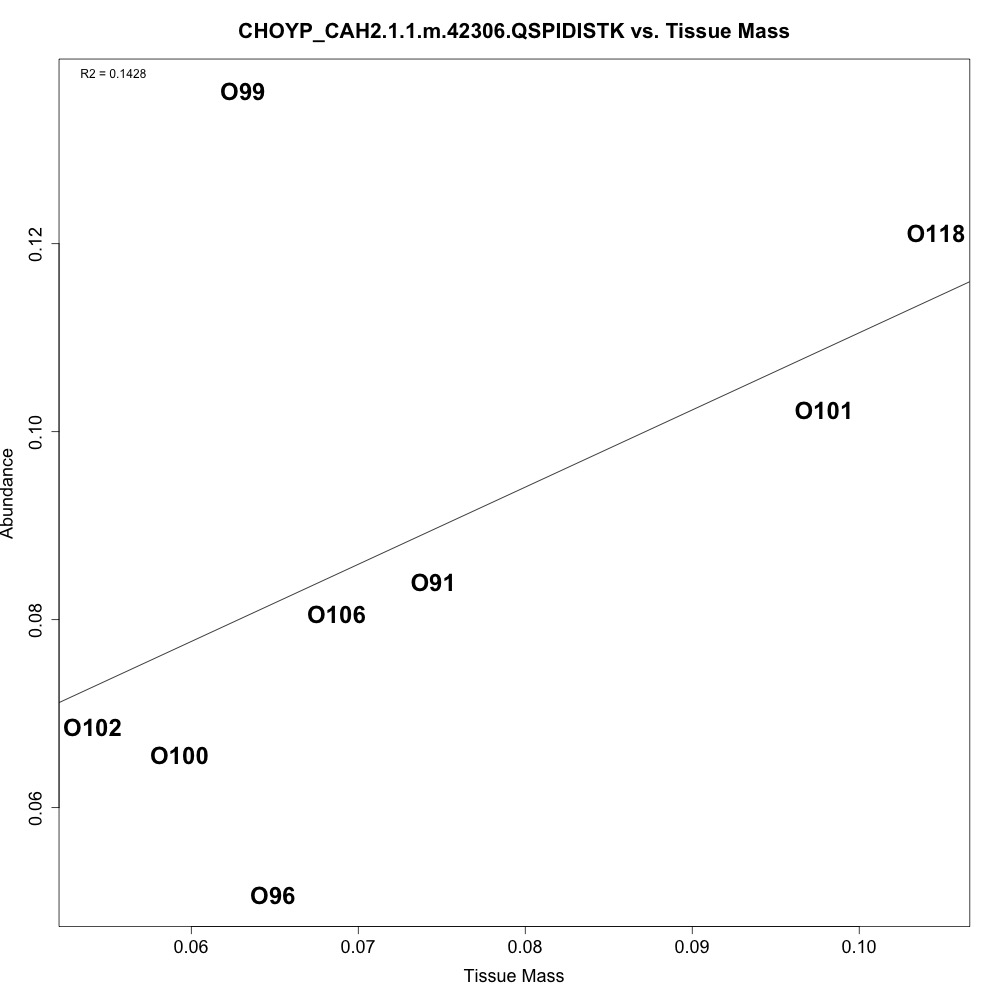 CHOYP_CAH2.1.1.m.42306.QSPIDISTK vs. Tissue Mass
R2 = 0.1428
O99
O118
0.12
O101
0.10
Abundance
O91
O106
0.08
O102
O100
0.06
O96
0.06 0.07 0.08 0.09 0.10
Tissue Mass